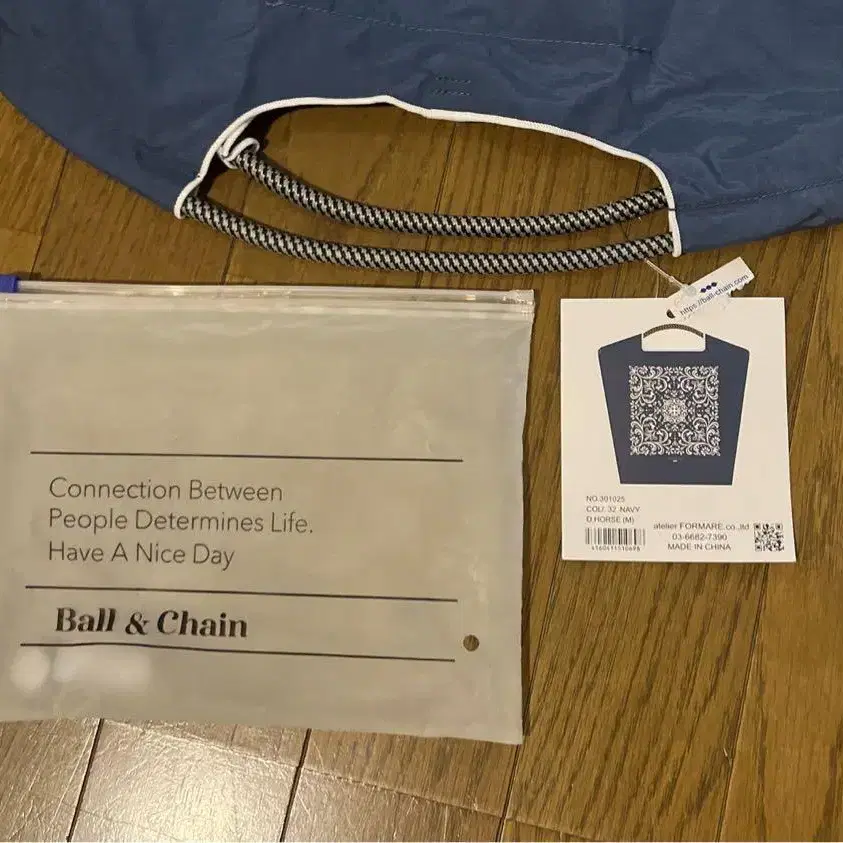 https://ball-chain.com
Connection Between
People Determines Life.
Have A Nice Day
Ball & Chain
NO.301025
COL/. 32. NAVY
D,HORSE.(M)
atelier FORMARE.co.,ltd
03-6682-7390
MADE IN CHINA